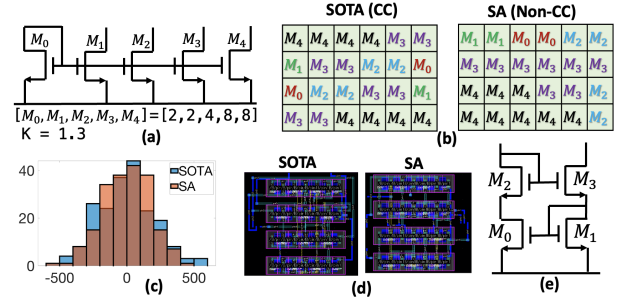 M0 M1 M2 M3 M4
[M0,M1,M2,M3,M4]=[2,2,4,8,8]
K = 1.3
(a)
SOTA (CC)
M4 M4 M4 M4 M3 M3
M1 M3 M3 M2 M2 M0
M0 M2 M2 M3 M3 M1
M3 M3 M4 M4 M4 M4
SA (Non-CC)
M1 M1 M0 M0 M2 M2
M3 M3 M3 M3 M3 M3
M4 M4 M4 M3 M3 M2
M4 M4 M4 M4 M4 M2
(b)
40
20
0
-500 0 500
SOTA
SA
(c)
SOTA
SA
(d)
M2 M3
M0 M1
(e)